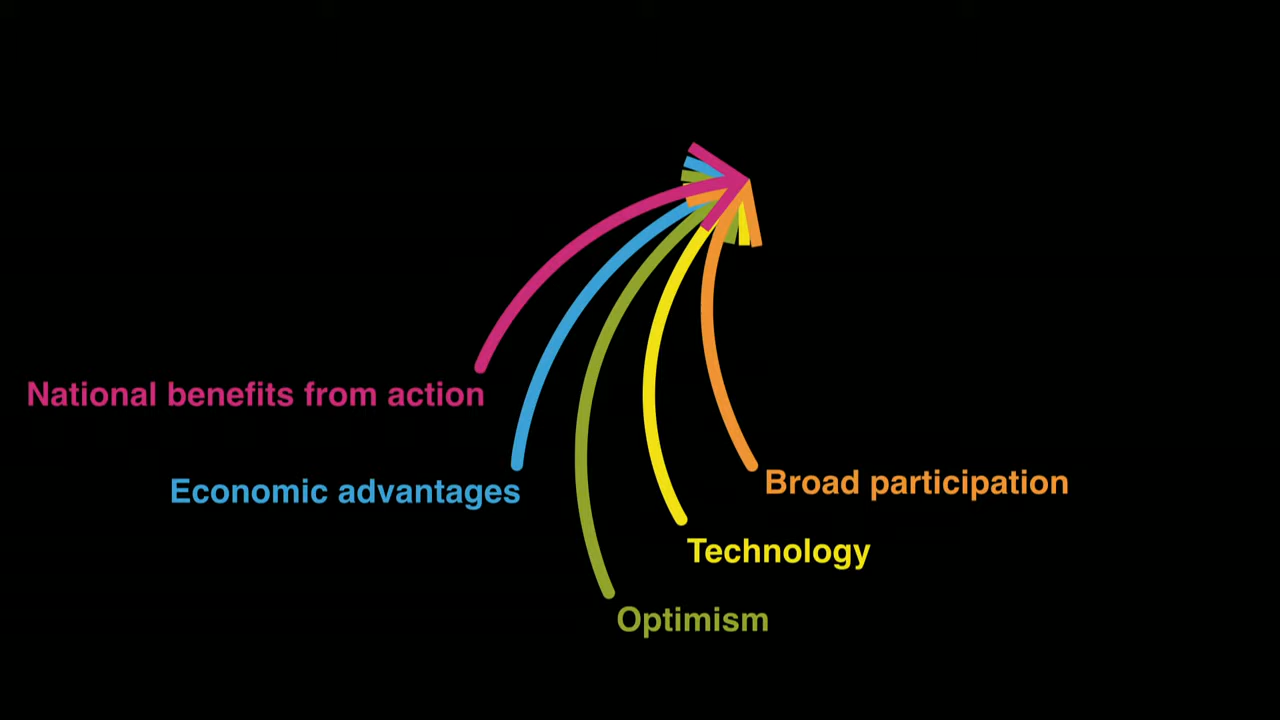 National benefits from action
Economic advantages
Broad participation
Technology
Optimism